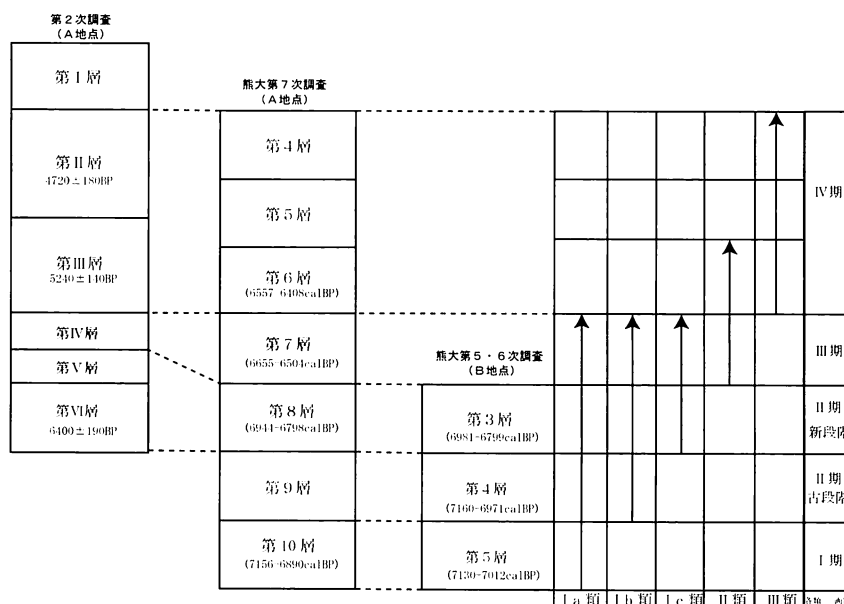 第２次調査
（A地点）
第Ⅰ層
第Ⅱ層
4720±180BP
第Ⅲ層
5240±140BP
第Ⅳ層
第Ⅴ層
第Ⅵ層
6400±190BP
熊大第７次調査
（A地点）
第４層
第５層
第６層
(6557-6408calBP)
第７層
(6655-6504calBP)
第８層
(6944-6798calBP)
第９層
第10層
(7156-6890calBP)
熊大第５・６次調査
（B地点）
第３層
(6981-6799calBP)
第４層
(7160-6971calBP)
第５層
(7130-7012calBP)
Ⅳ期
Ⅲ期
Ⅱ期
新段階
Ⅱ期
古段階
Ⅰ期
Ⅰa類 Ⅰb類 Ⅰc類 Ⅱ類 Ⅲ類